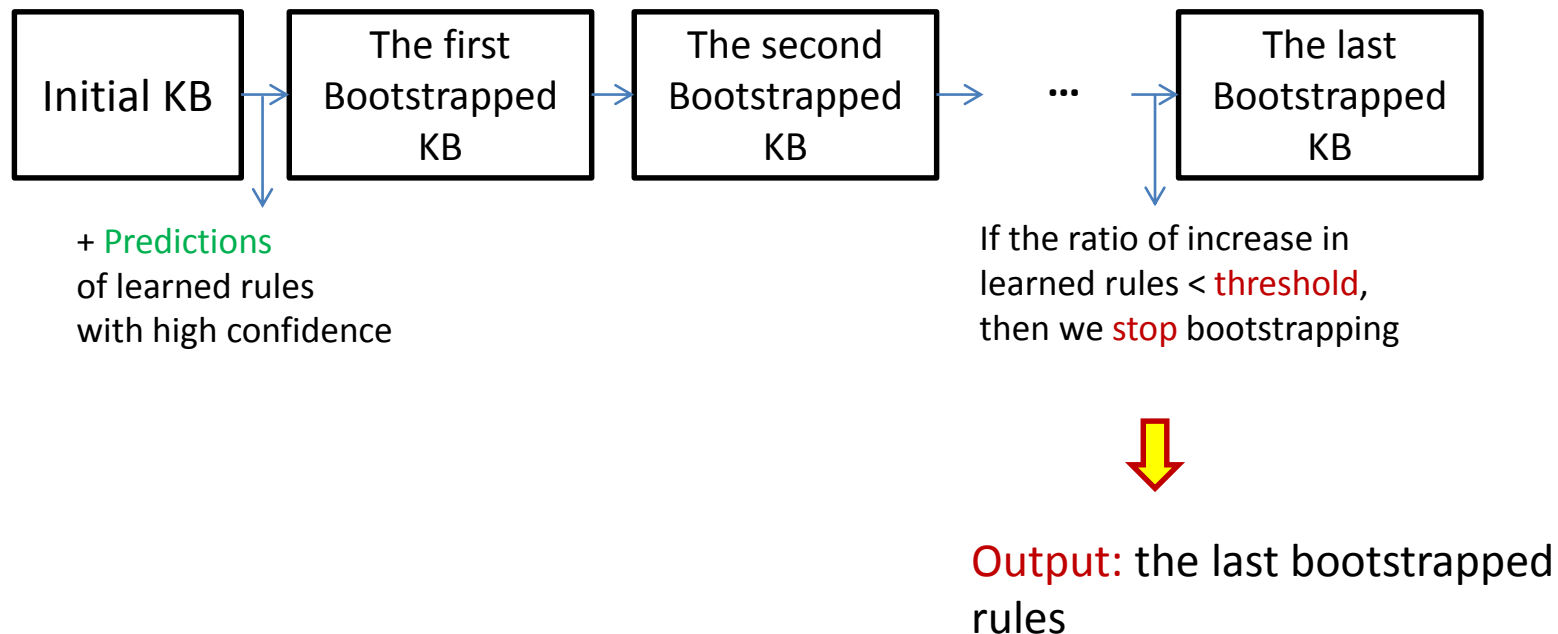 Initial KB
The first
Bootstrapped
KB
The second
Bootstrapped
KB
...
The last
Bootstrapped
KB
+ Predictions
of learned rules
with high confidence
If the ratio of increase in
learned rules < threshold,
then we stop bootstrapping
Output: the last bootstrapped
rules